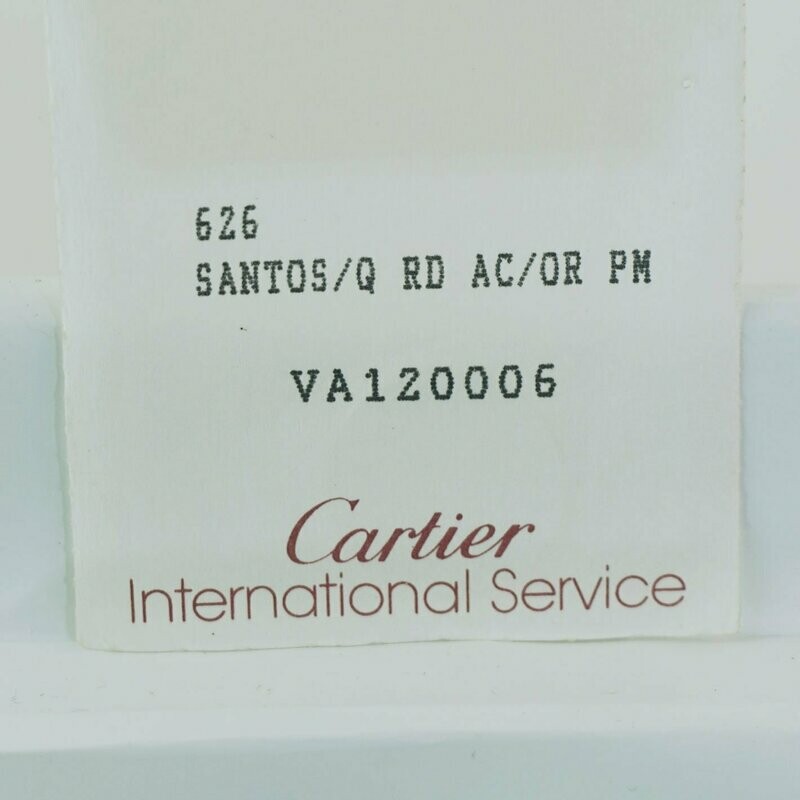 626
SANTOS/Q RD AC/OR PM
VA120006
Cartier
International Service